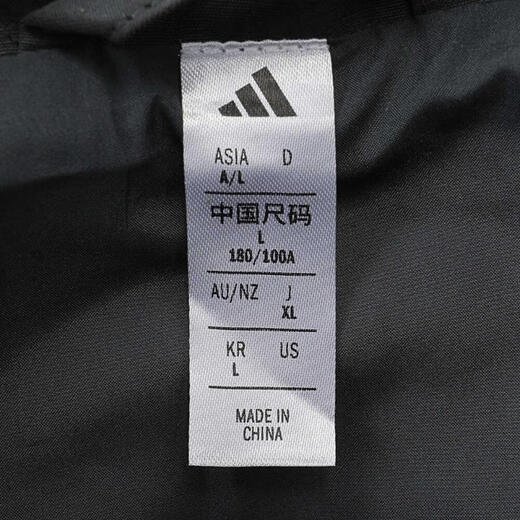 ASIA D
A/L
中国尺码
L
180/100A
AU/NZ J
XL
KR US
L
MADE IN
CHINA